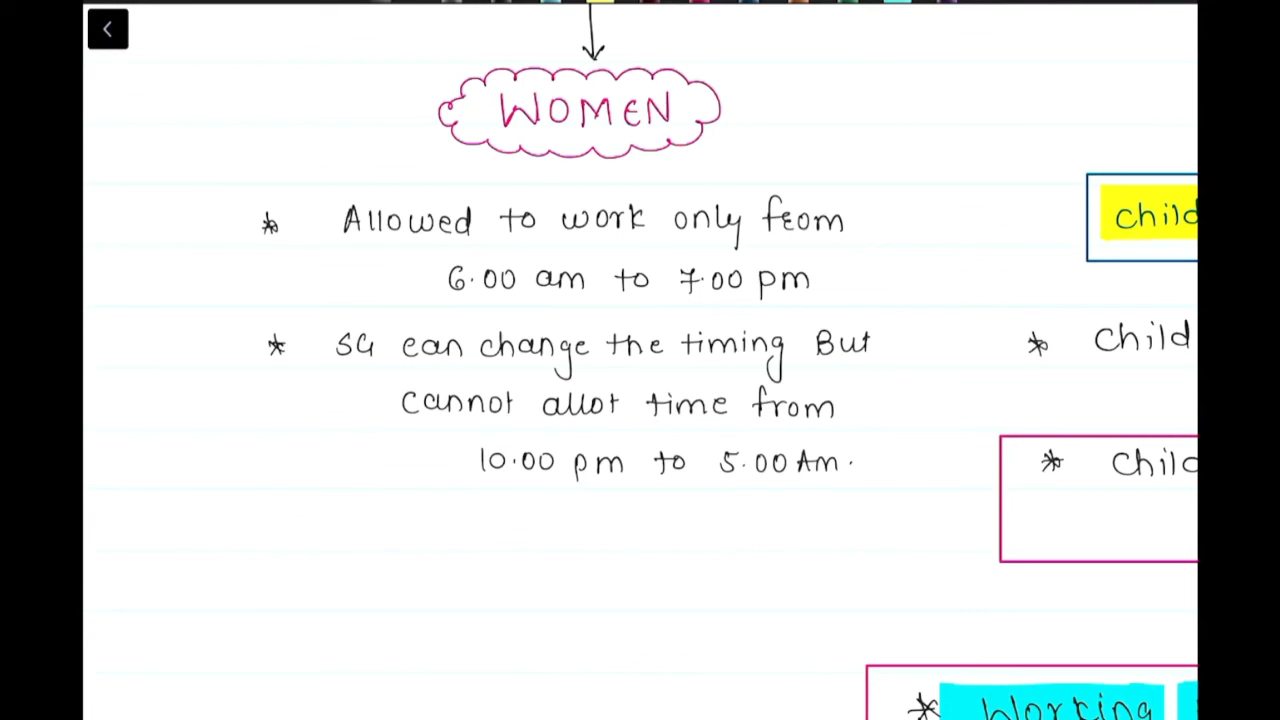 WOMEN
* Allowed to work only from
6.00 am to 7.00 pm
* SG can change the timing But
cannot allot time from
10.00 pm to 5.00 Am.
Child
* Child
* Child
* Working